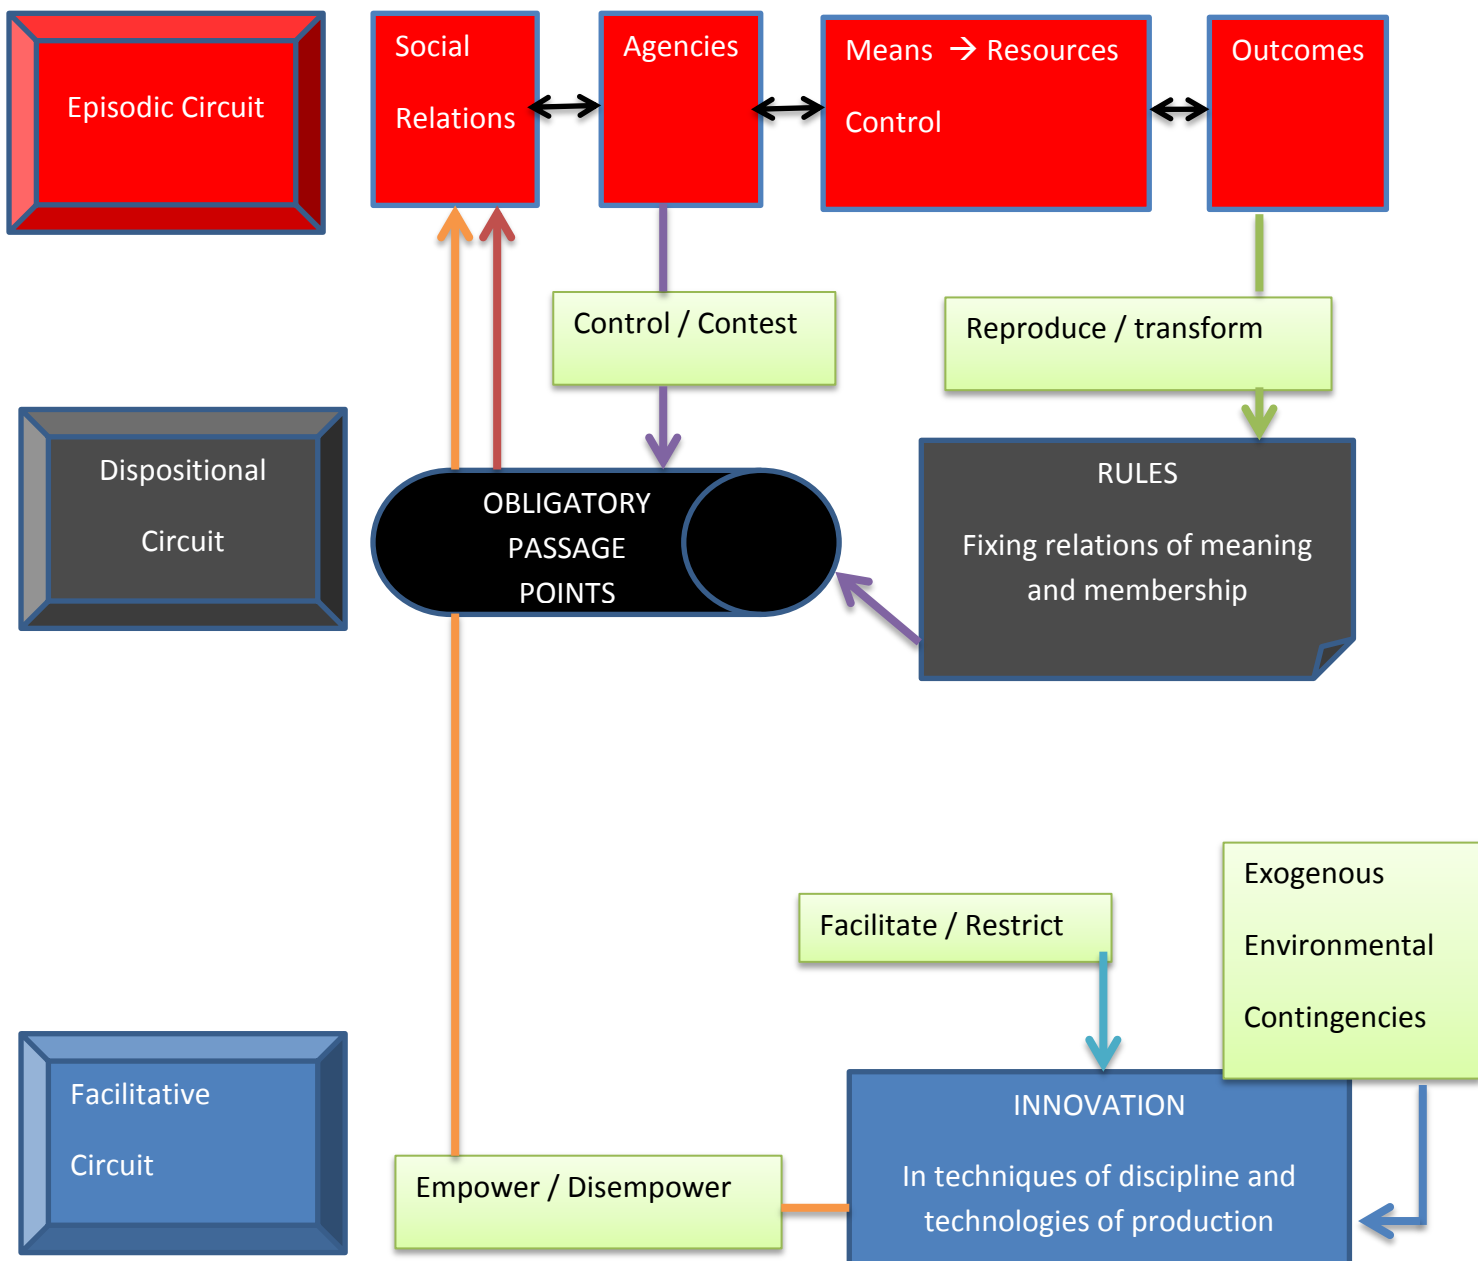 Episodic Circuit
Social
Relations
Agencies
Means → Resources
Control
Outcomes
Control / Contest
Reproduce / transform
Dispositional
Circuit
OBLIGATORY
PASSAGE
POINTS
RULES
Fixing relations of meaning
and membership
Exogenous
Environmental
Contingencies
Facilitate / Restrict
Facilitative
Circuit
Empower / Disempower
INNOVATION
In techniques of discipline and
technologies of production